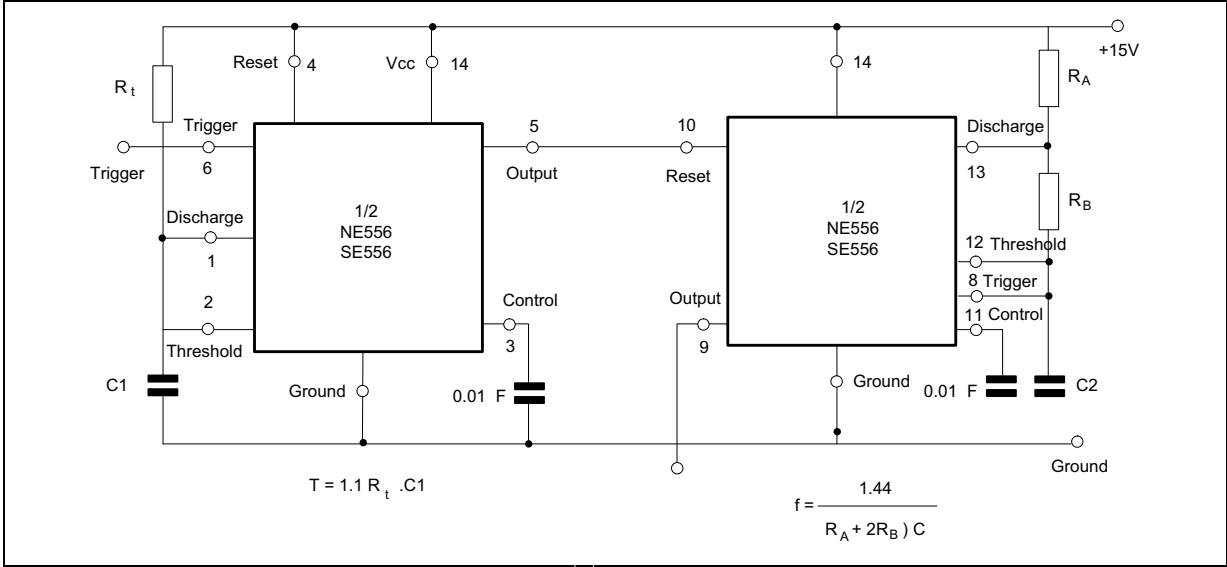 +15V
Reset 4
Vcc 14
14
R t
R A
Trigger
6
Trigger
5
Output
10
Reset
Discharge
13
1/2
NE556
SE556
1/2
NE556
SE556
R B
Discharge
1
12 Threshold
8 Trigger
11 Control
2
Threshold
Control
3
Output
9
C1
Ground
0.01 F
Ground
0.01 F
C2
Ground
T = 1.1 R t .C1
f = 1.44
R A + 2R B ) C